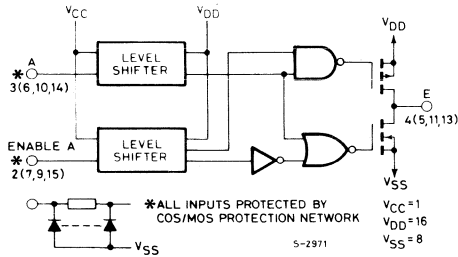 VCC
VDD
VDD
A
LEVEL
SHIFTER
* 3(6,10,14)
E
4(5,11,13)
ENABLE A
LEVEL
SHIFTER
* 2(7,9,15)
VSS
*ALL INPUTS PROTECTED BY
COS/MOS PROTECTION NETWORK
VCC=1
VDD=16
VSS=8
VSS
S-2971